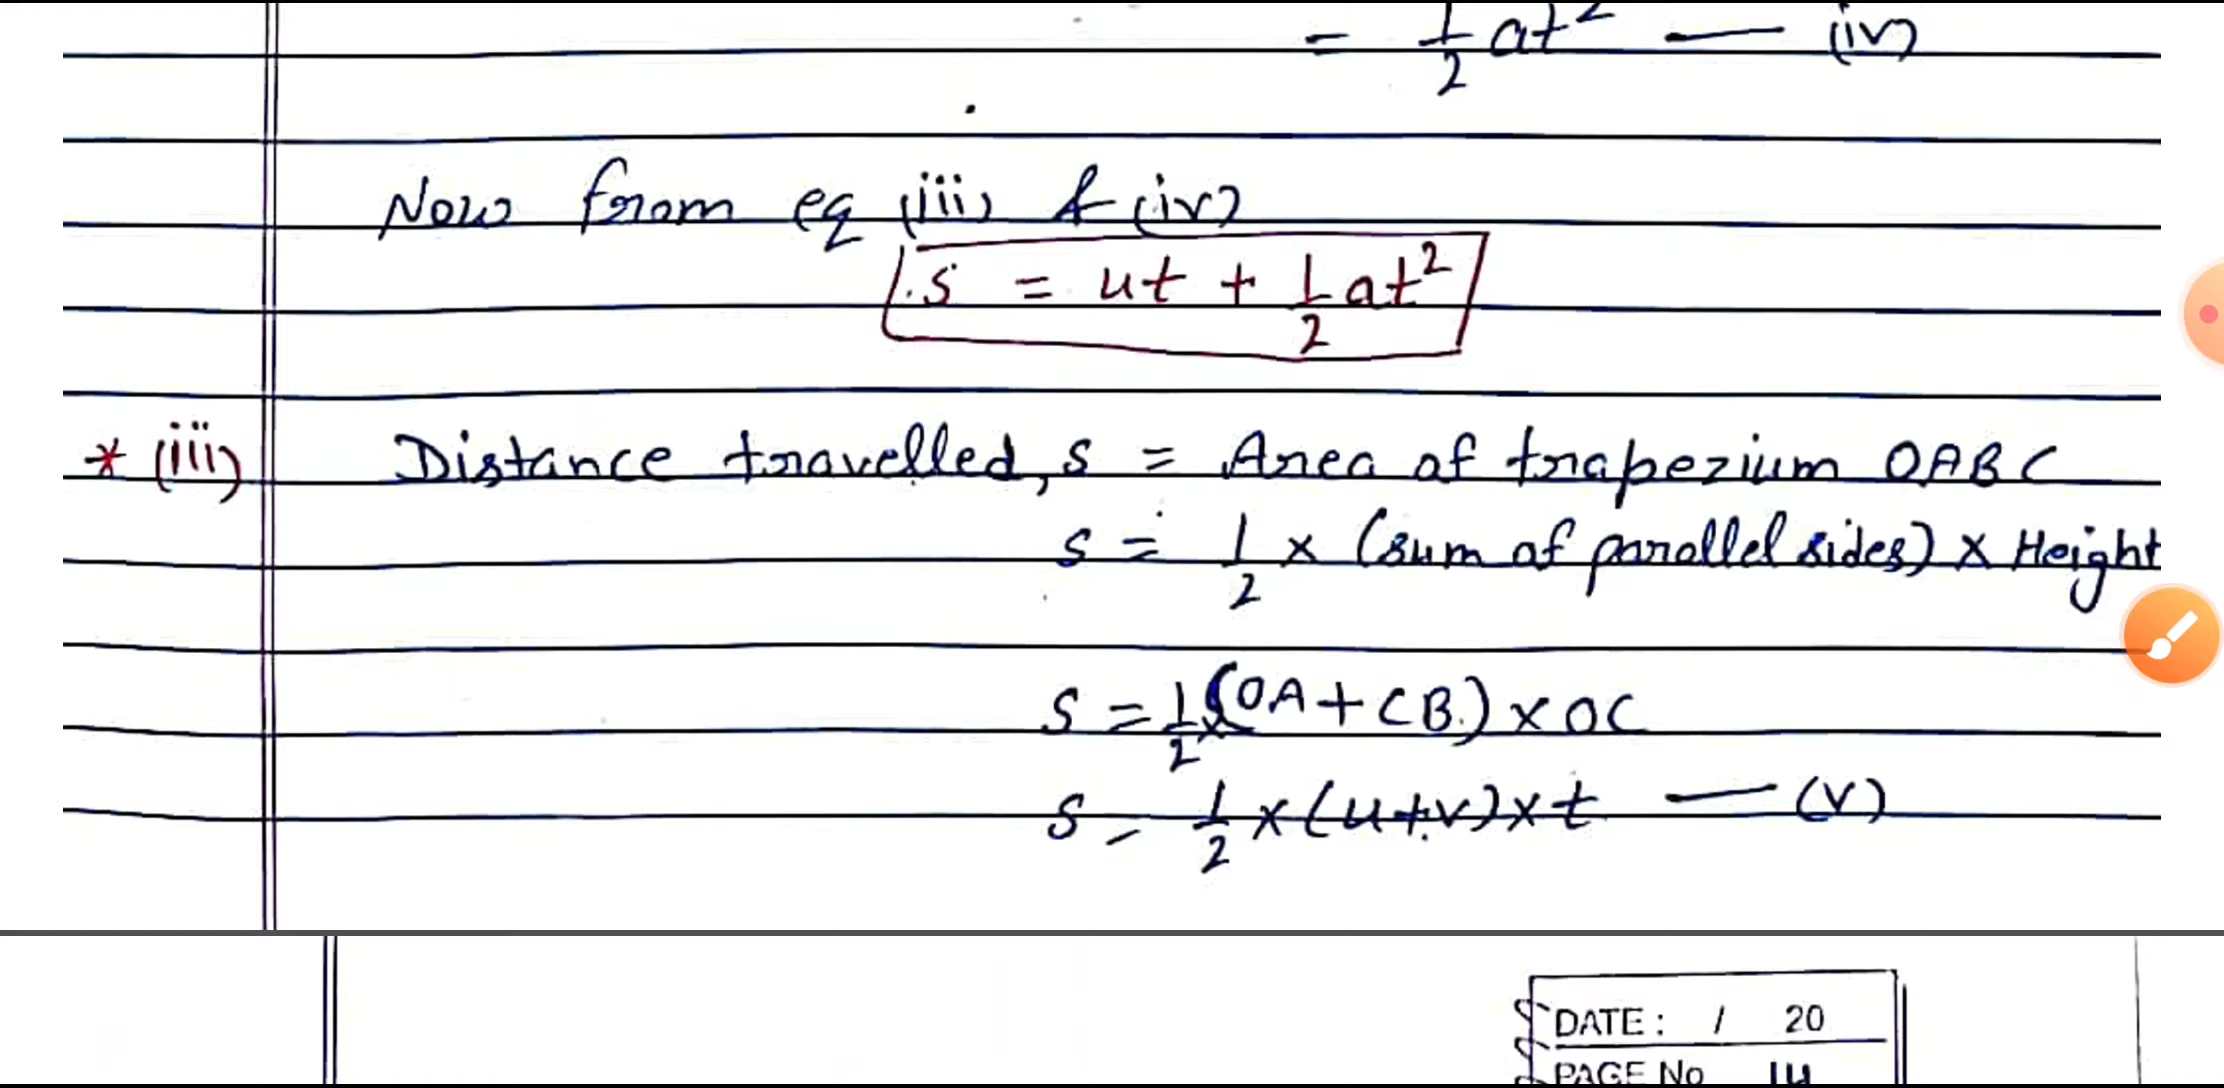 = 1/2 at² — (iv)
Now from eq (iii) & (iv)
s = ut + 1/2 at²
* (iii) Distance travelled, s = Area of trapezium OABC
s = 1/2 × (sum of parallel sides) × Height
s = 1/2 × (OA + CB) × OC
s = 1/2 × (u+v) × t — (v)
DATE : / 20
PAGE No 14